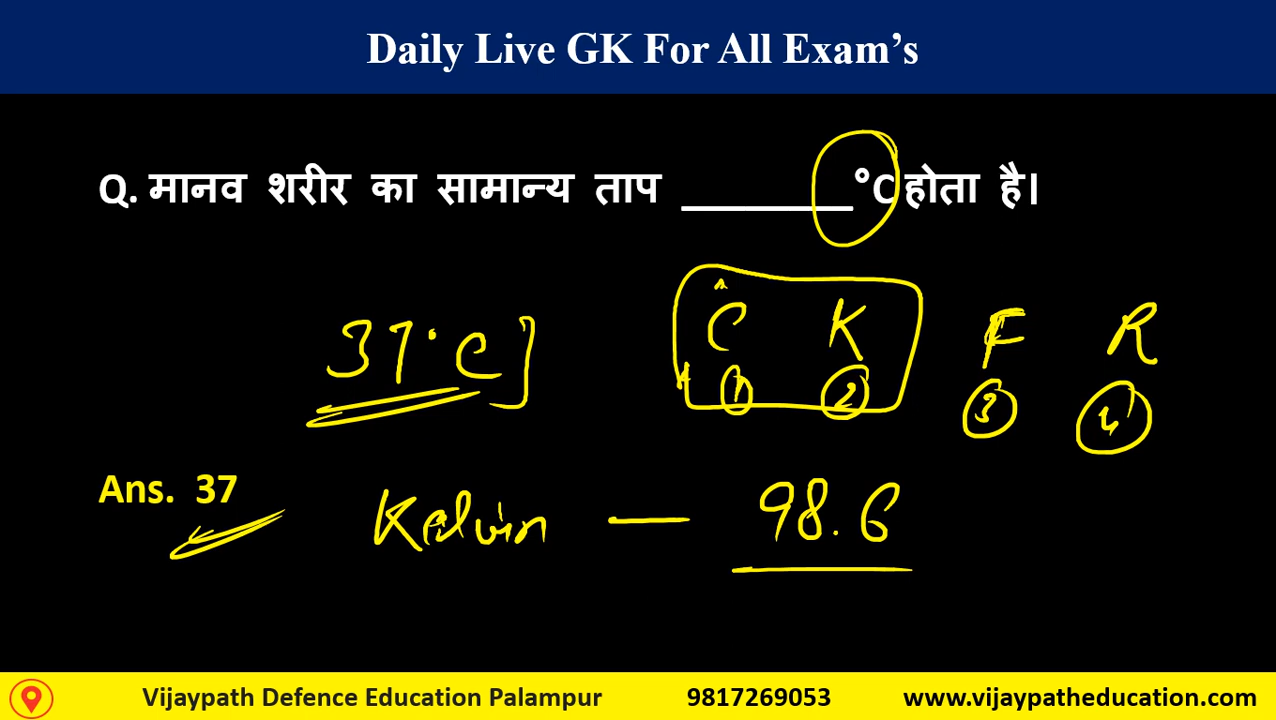 Daily Live GK For All Exam’s
Q. मानव शरीर का सामान्य ताप ________°C होता है।
37°C]
C K F R
1 2 3 4
Ans. 37
Kelvin — 98.6
Vijaypath Defence Education Palampur 9817269053 www.vijaypatheducation.com